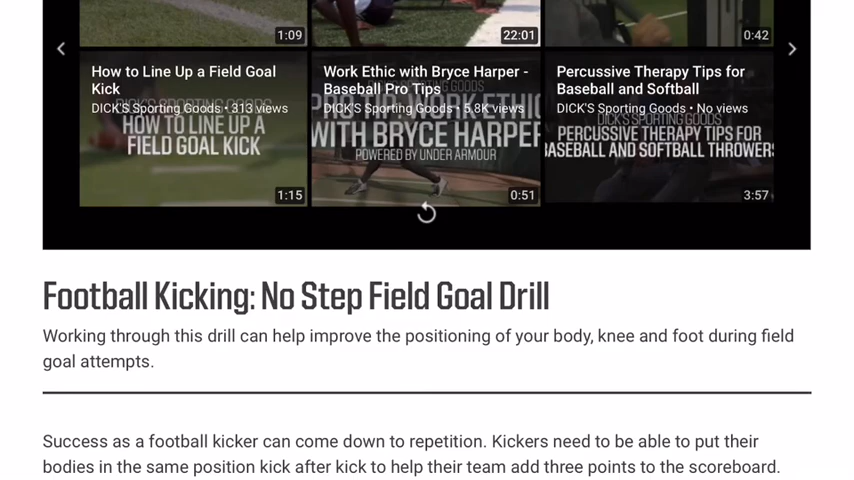 1:09
22:01
0:42
How to Line Up a Field Goal
Kick
DICK'S Sporting Goods • 313 views
HOW TO LINE UP A
FIELD GOAL KICK
1:15
Work Ethic with Bryce Harper -
Baseball Pro Tips
DICK'S Sporting Goods • 5.8K views
PRO TIP: WORK ETHIC
WITH BRYCE HARPER
POWERED BY UNDER ARMOUR
0:51
Percussive Therapy Tips for
Baseball and Softball
DICK'S Sporting Goods • No views
DICK'S SPORTING GOODS
PERCUSSIVE THERAPY TIPS FOR
BASEBALL AND SOFTBALL THROWERS
3:57
Football Kicking: No Step Field Goal Drill
Working through this drill can help improve the positioning of your body, knee and foot during field
goal attempts.
Success as a football kicker can come down to repetition. Kickers need to be able to put their
bodies in the same position kick after kick to help their team add three points to the scoreboard.